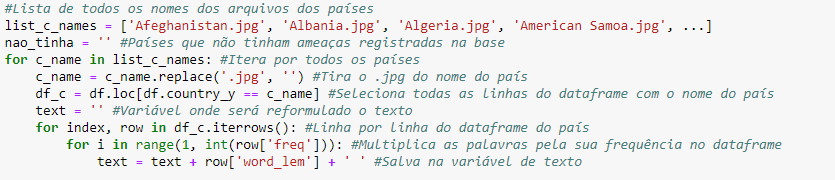 #Lista de todos os nomes dos arquivos dos países
list_c_names = ['Afeghanistan.jpg', 'Albania.jpg', 'Algeria.jpg', 'American Samoa.jpg', ...]
nao_tinha = '' #Países que não tinham ameaças registradas na base
for c_name in list_c_names: #Itera por todos os países
    c_name = c_name.replace('.jpg', '') #Tira o .jpg do nome do país
    df_c = df.loc[df.country_y == c_name] #Seleciona todas as linhas do dataframe com o nome do país
    text = '' #Variável onde será reformulado o texto
    for index, row in df_c.iterrows(): #Linha por linha do dataframe do país
        for i in range(1, int(row['freq'])): #Multiplica as palavras pela sua frequência no dataframe
            text = text + row['word_lem'] + ' ' #Salva na variável de texto